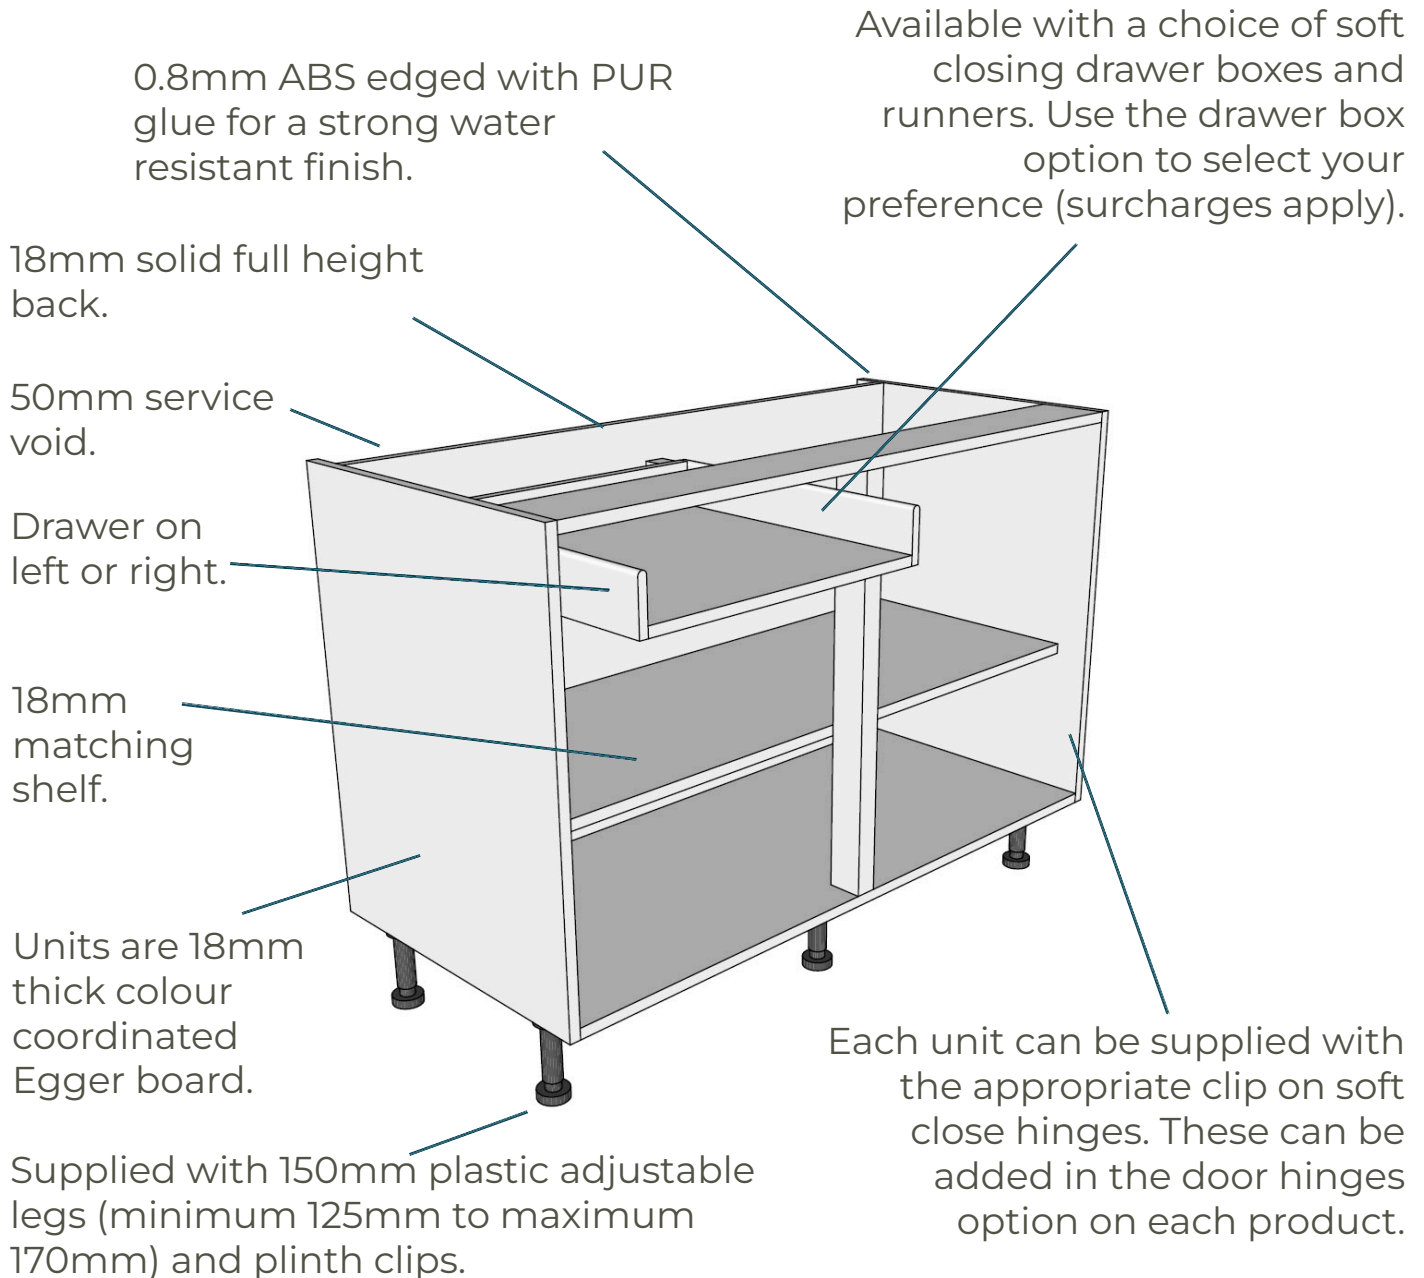 Available with a choice of soft
closing drawer boxes and
runners. Use the drawer box
option to select your
preference (surcharges apply).
0.8mm ABS edged with PUR
glue for a strong water
resistant finish.
18mm solid full height
back.
50mm service
void.
Drawer on
left or right.
18mm
matching
shelf.
Units are 18mm
thick colour
coordinated
Egger board.
Each unit can be supplied with
the appropriate clip on soft
close hinges. These can be
added in the door hinges
option on each product.
Supplied with 150mm plastic adjustable
legs (minimum 125mm to maximum
170mm) and plinth clips.